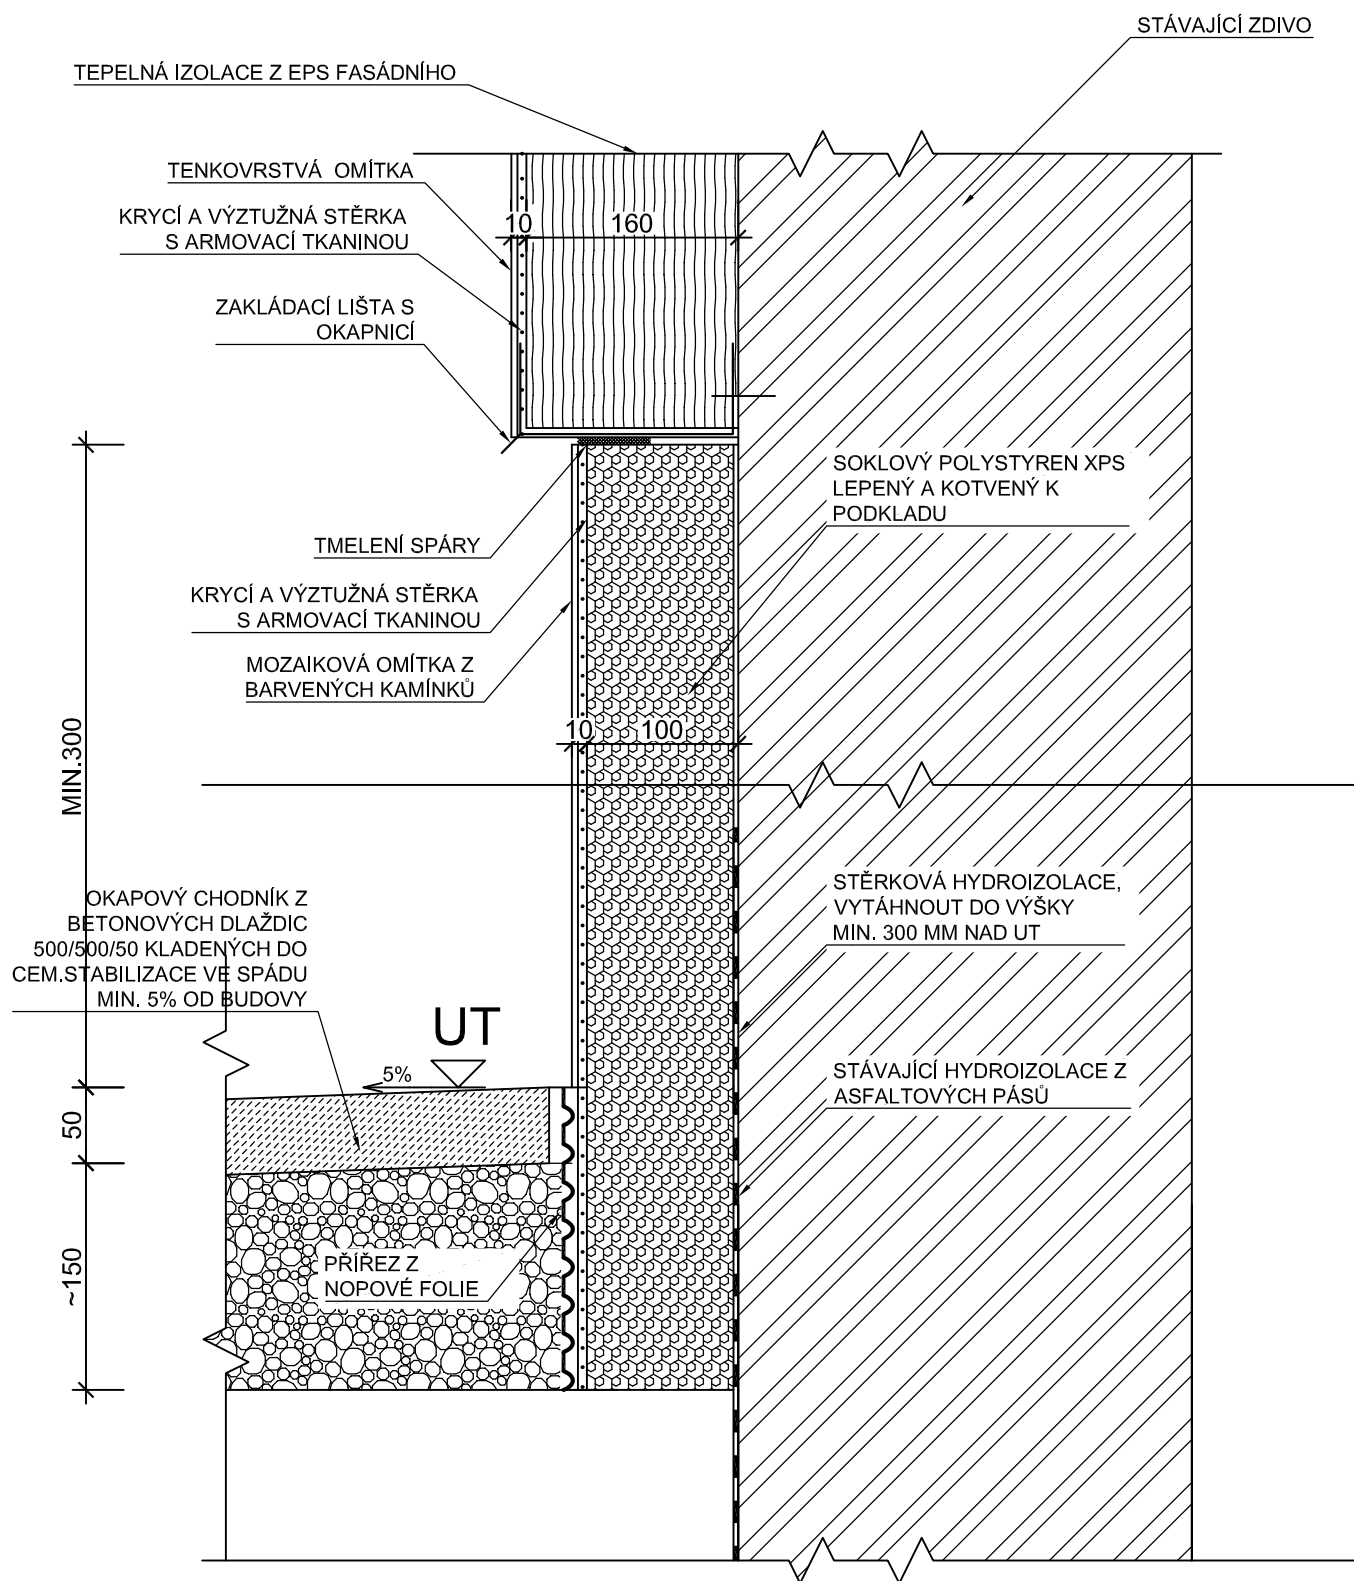 STÁVAJÍCÍ ZDIVO
TEPELNÁ IZOLACE Z EPS FASÁDNÍHO
TENKOVRSTVÁ OMÍTKA
KRYCÍ A VÝZTUŽNÁ STĚRKA
S ARMOVACÍ TKANINOU
10
160
ZAKLÁDACÍ LIŠTA S
OKAPNICÍ
SOKLOVÝ POLYSTYREN XPS
LEPENÝ A KOTVENÝ K
PODKLADU
TMELENÍ SPÁRY
KRYCÍ A VÝZTUŽNÁ STĚRKA
S ARMOVACÍ TKANINOU
MOZAIKOVÁ OMÍTKA Z
BARVENÝCH KAMÍNKŮ
10
100
MIN.300
OKAPOVÝ CHODNÍK Z
BETONOVÝCH DLAŽDIC
500/500/50 KLADENÝCH DO
CEM.STABILIZACE VE SPÁDU
MIN. 5% OD BUDOVY
STĚRKOVÁ HYDROIZOLACE,
VYTÁHNOUT DO VÝŠKY
MIN. 300 MM NAD UT
UT
5%
STÁVAJÍCÍ HYDROIZOLACE Z
ASFALTOVÝCH PÁSŮ
50
~150
PŘÍŘEZ Z
NOPOVÉ FOLIE